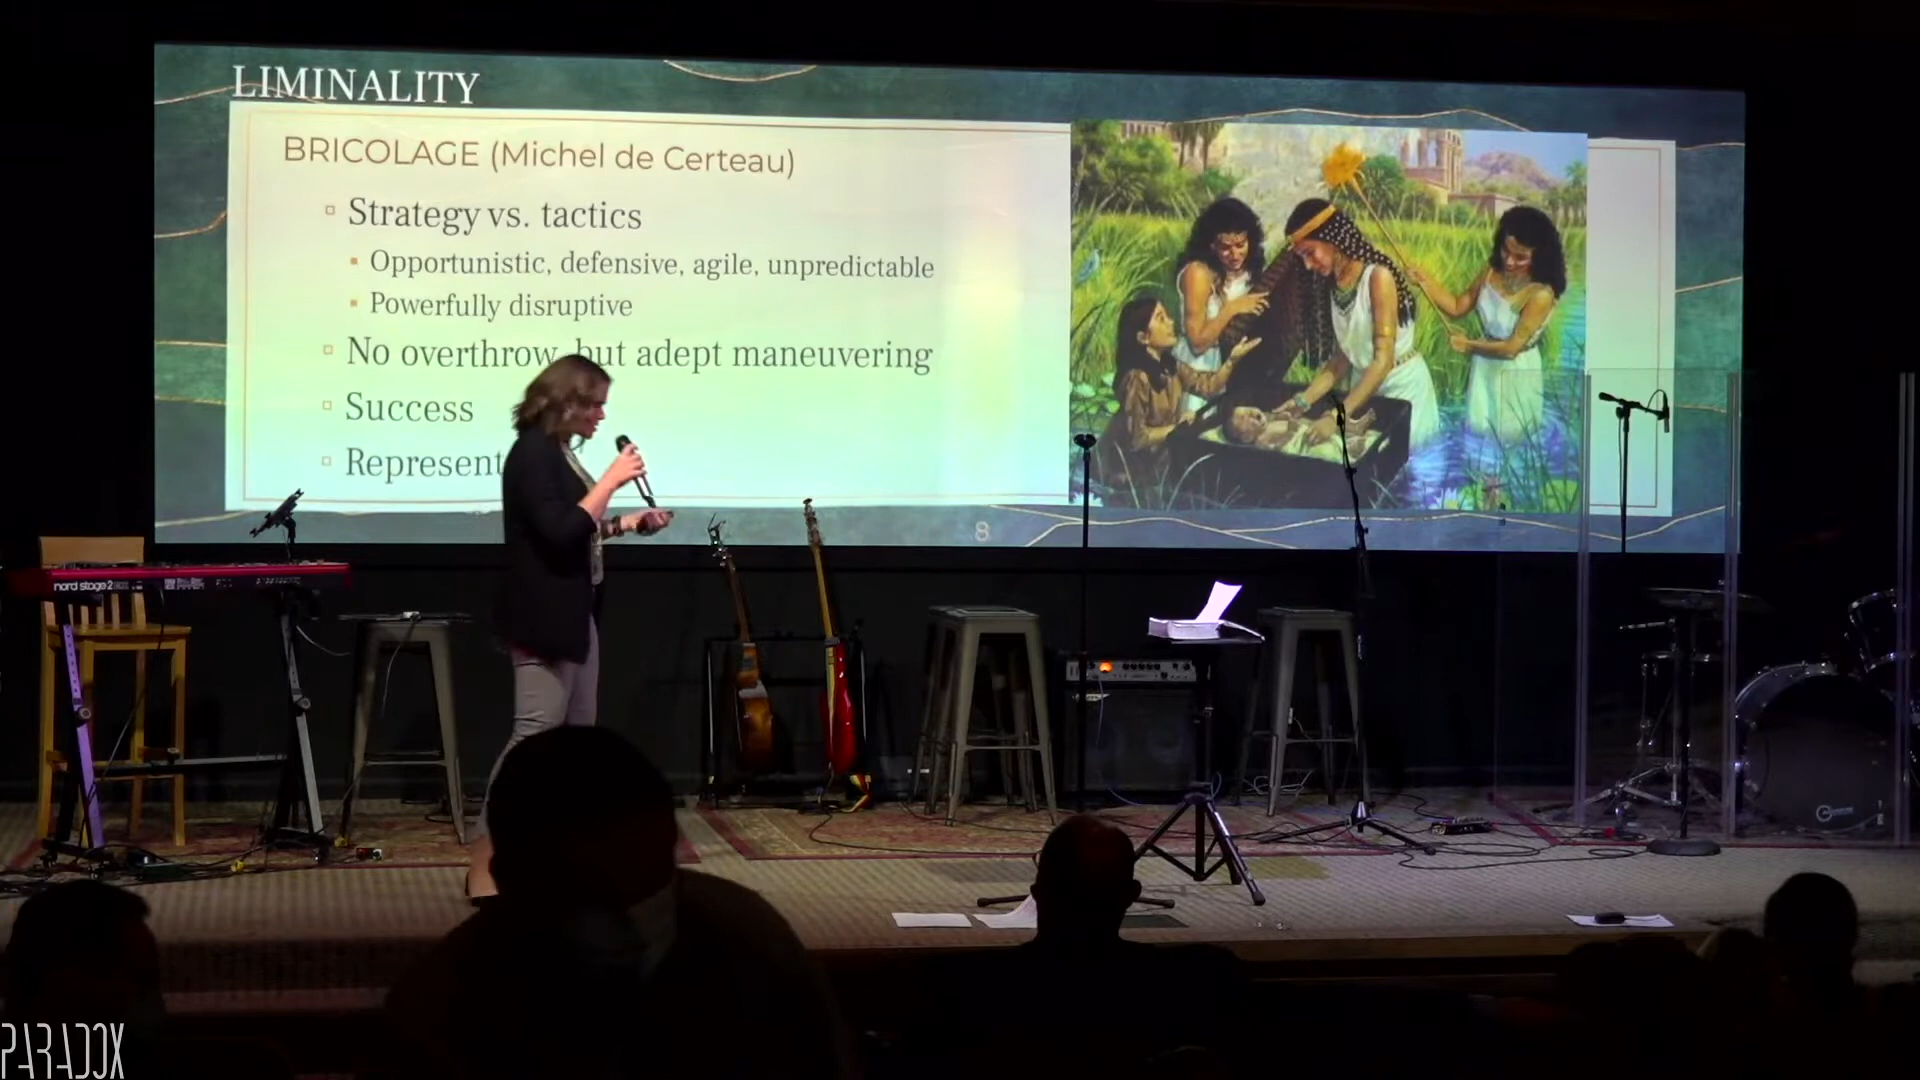 LIMINALITY
BRICOLAGE (Michel de Certeau)
Strategy vs. tactics
Opportunistic, defensive, agile, unpredictable
Powerfully disruptive
No overthrow, but adept maneuvering
Success
Represent
8
nord stage 2
PARADOX